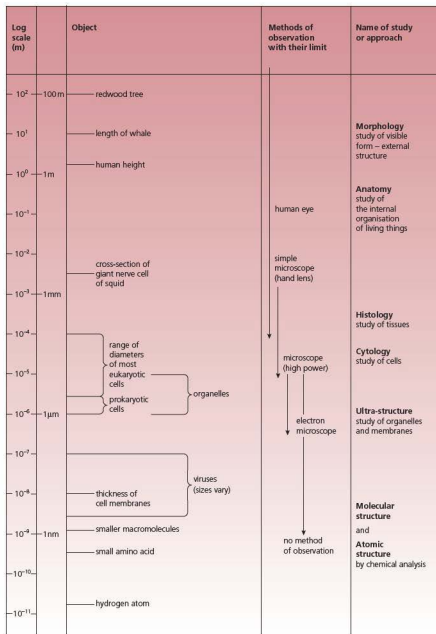 Log
scale
(m)
Object
Methods of
observation
with their limit
Name of study
or approach
10² 100 m redwood tree
10¹ length of whale
Morphology
study of visible
form – external
structure
human height
10⁰ 1m
Anatomy
study of
the internal
organisation
of living things
10⁻¹ human eye
10⁻²
cross-section of
giant nerve cell
of squid
simple
microscope
(hand lens)
10⁻³ 1mm
Histology
study of tissues
10⁻⁴
range of
diameters
of most
eukaryotic
cells
microscope
(high power)
Cytology
study of cells
10⁻⁵
organelles
prokaryotic
cells
10⁻⁶ 1µm
electron
microscope
Ultra-structure
study of organelles
and membranes
10⁻⁷
viruses
(sizes vary)
10⁻⁸ thickness of
cell membranes
Molecular
structure
and
Atomic
structure
by chemical analysis
smaller macromolecules
10⁻⁹ 1nm
no method
of observation
small amino acid
10⁻¹⁰
hydrogen atom
10⁻¹¹